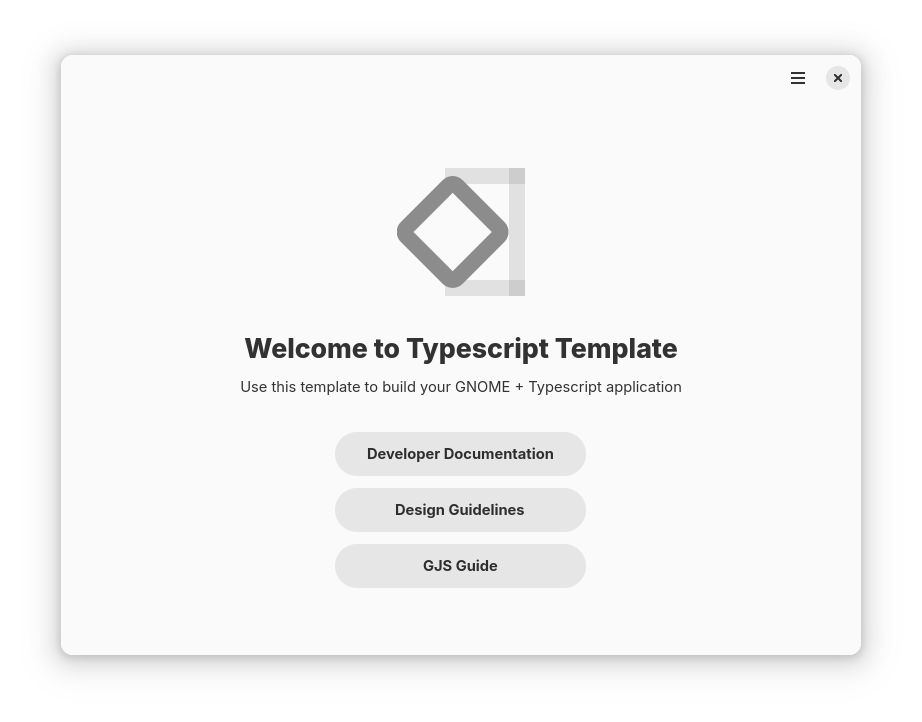 Welcome to Typescript Template
Use this template to build your GNOME + Typescript application
Developer Documentation
Design Guidelines
GJS Guide